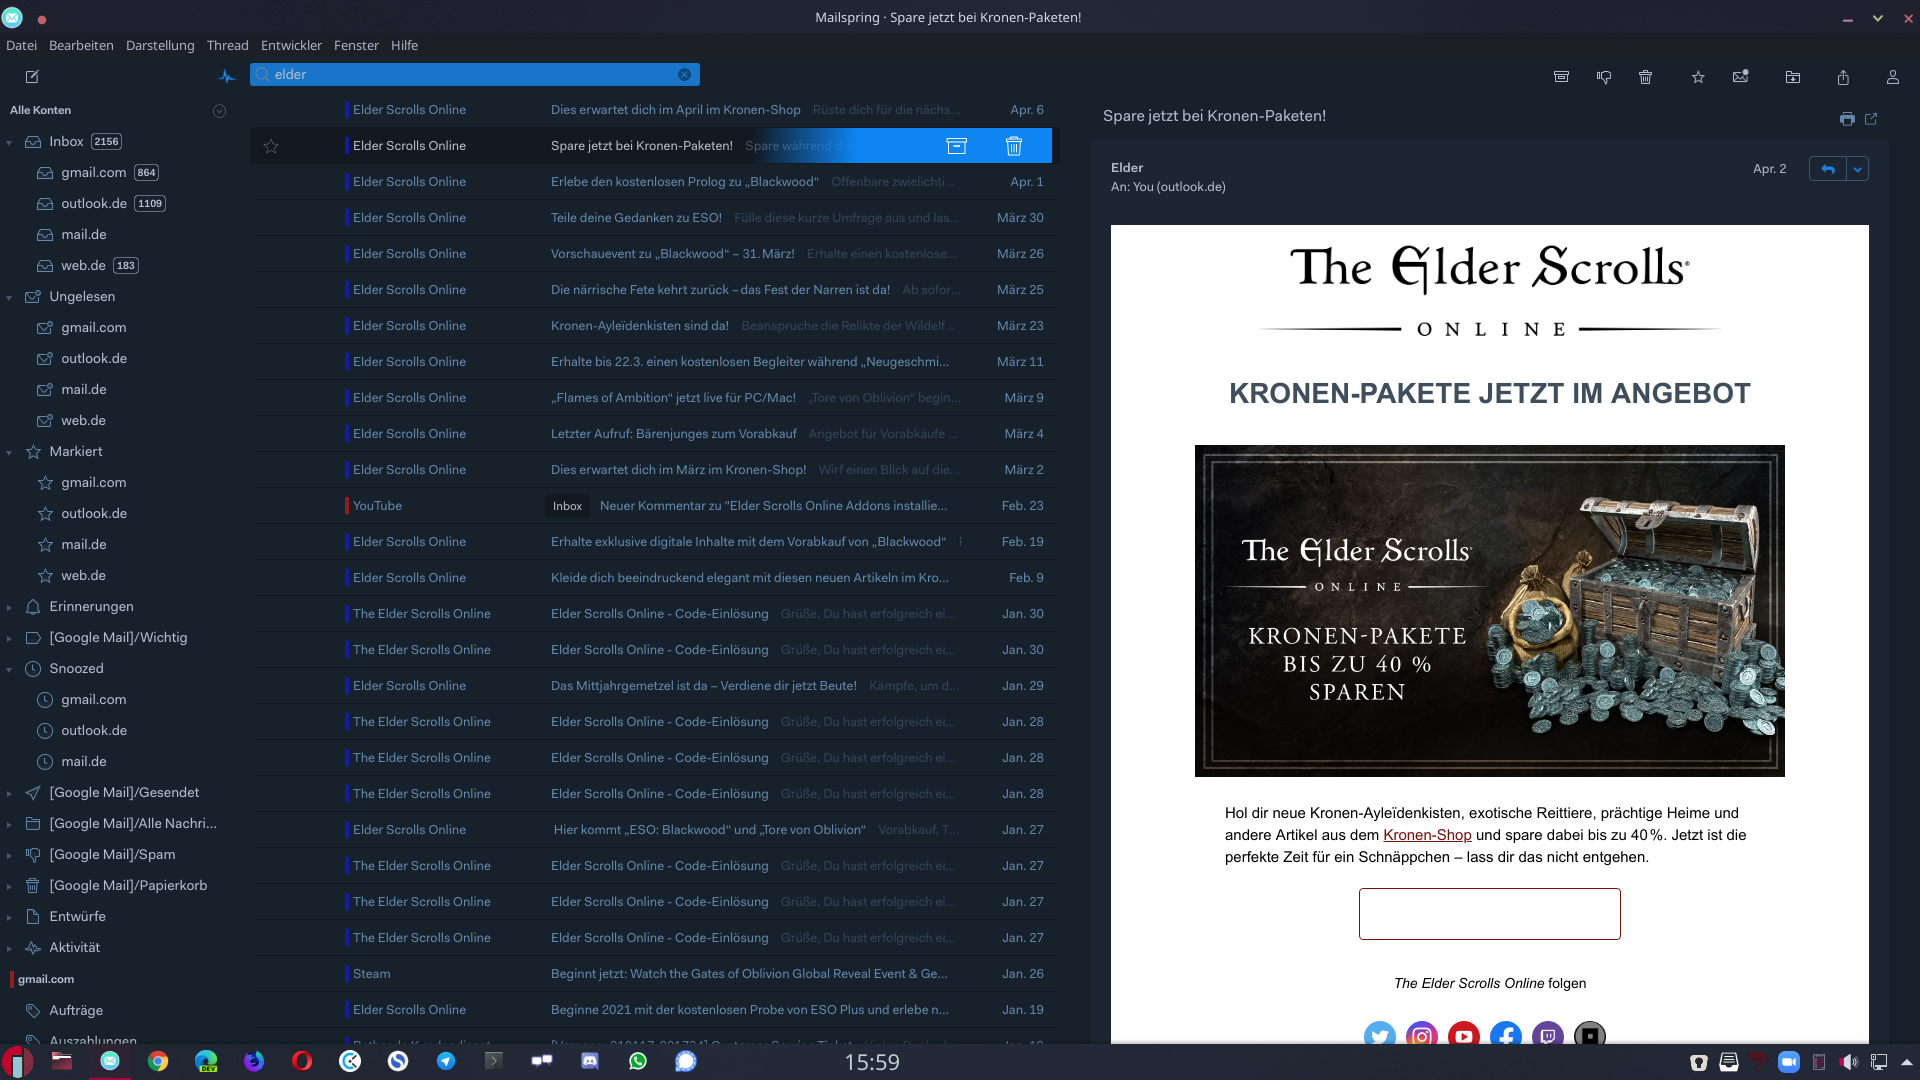 Mailspring · Spare jetzt bei Kronen-Paketen!
Datei Bearbeiten Darstellung Thread Entwickler Fenster Hilfe
elder
Alle Konten
Inbox 2156
gmail.com 864
outlook.de 1109
mail.de
web.de 183
Ungelesen
gmail.com
outlook.de
mail.de
web.de
Markiert
gmail.com
outlook.de
mail.de
web.de
Erinnerungen
[Google Mail]/Wichtig
Snoozed
gmail.com
outlook.de
mail.de
[Google Mail]/Gesendet
[Google Mail]/Alle Nachri...
[Google Mail]/Spam
[Google Mail]/Papierkorb
Entwürfe
Aktivität
gmail.com
Aufträge
Auszahlungen
Elder Scrolls Online Dies erwartet dich im April im Kronen-Shop Rüste dich für die nächs... Apr. 6
Elder Scrolls Online Spare jetzt bei Kronen-Paketen! Spare während
Elder Scrolls Online Erlebe den kostenlosen Prolog zu „Blackwood“ Offenbare zwielichti... Apr. 1
Elder Scrolls Online Teile deine Gedanken zu ESO! Fülle diese kurze Umfrage aus und las... März 30
Elder Scrolls Online Vorschauevent zu „Blackwood“ – 31. März! Erhalte einen kostenlose... März 26
Elder Scrolls Online Die närrische Fete kehrt zurück – das Fest der Narren ist da! Ab sofor... März 25
Elder Scrolls Online Kronen-Ayleïdenkisten sind da! Beanspruche die Relikte der Wildelf... März 23
Elder Scrolls Online Erhalte bis 22.3. einen kostenlosen Begleiter während „Neugeschmi... März 11
Elder Scrolls Online „Flames of Ambition“ jetzt live für PC/Mac! „Tore von Oblivion“ begin... März 9
Elder Scrolls Online Letzter Aufruf: Bärenjunges zum Vorabkauf Angebot für Vorabkäufe ... März 4
Elder Scrolls Online Dies erwartet dich im März im Kronen-Shop! Wirf einen Blick auf die... März 2
YouTube Inbox Neuer Kommentar zu "Elder Scrolls Online Addons installie... Feb. 23
Elder Scrolls Online Erhalte exklusive digitale Inhalte mit dem Vorabkauf von „Blackwood“ Feb. 19
Elder Scrolls Online Kleide dich beeindruckend elegant mit diesen neuen Artikeln im Kro... Feb. 9
The Elder Scrolls Online Elder Scrolls Online - Code-Einlösung Grüße, Du hast erfolgreich ei... Jan. 30
The Elder Scrolls Online Elder Scrolls Online - Code-Einlösung Grüße, Du hast erfolgreich ei... Jan. 30
Elder Scrolls Online Das Mittjahrgemetzel ist da – Verdiene dir jetzt Beute! Kämpfe, um d... Jan. 29
The Elder Scrolls Online Elder Scrolls Online - Code-Einlösung Grüße, Du hast erfolgreich ei... Jan. 28
The Elder Scrolls Online Elder Scrolls Online - Code-Einlösung Grüße, Du hast erfolgreich ei... Jan. 28
The Elder Scrolls Online Elder Scrolls Online - Code-Einlösung Grüße, Du hast erfolgreich ei... Jan. 28
Elder Scrolls Online Hier kommt „ESO: Blackwood“ und „Tore von Oblivion“ Vorabkauf, T... Jan. 27
The Elder Scrolls Online Elder Scrolls Online - Code-Einlösung Grüße, Du hast erfolgreich ei... Jan. 27
The Elder Scrolls Online Elder Scrolls Online - Code-Einlösung Grüße, Du hast erfolgreich ei... Jan. 27
The Elder Scrolls Online Elder Scrolls Online - Code-Einlösung Grüße, Du hast erfolgreich ei... Jan. 27
Steam Beginnt jetzt: Watch the Gates of Oblivion Global Reveal Event & Ge... Jan. 26
Elder Scrolls Online Beginne 2021 mit der kostenlosen Probe von ESO Plus und erlebe n... Jan. 19
Spare jetzt bei Kronen-Paketen!
Elder Apr. 2
An: You (outlook.de)
The Elder Scrolls
ONLINE
KRONEN-PAKETE JETZT IM ANGEBOT
The Elder Scrolls
ONLINE
KRONEN-PAKETE
BIS ZU 40 %
SPAREN
Hol dir neue Kronen-Ayleïdenkisten, exotische Reittiere, prächtige Heime und
andere Artikel aus dem Kronen-Shop und spare dabei bis zu 40 %. Jetzt ist die
perfekte Zeit für ein Schnäppchen – lass dir das nicht entgehen.
The Elder Scrolls Online folgen
DEV
15:59